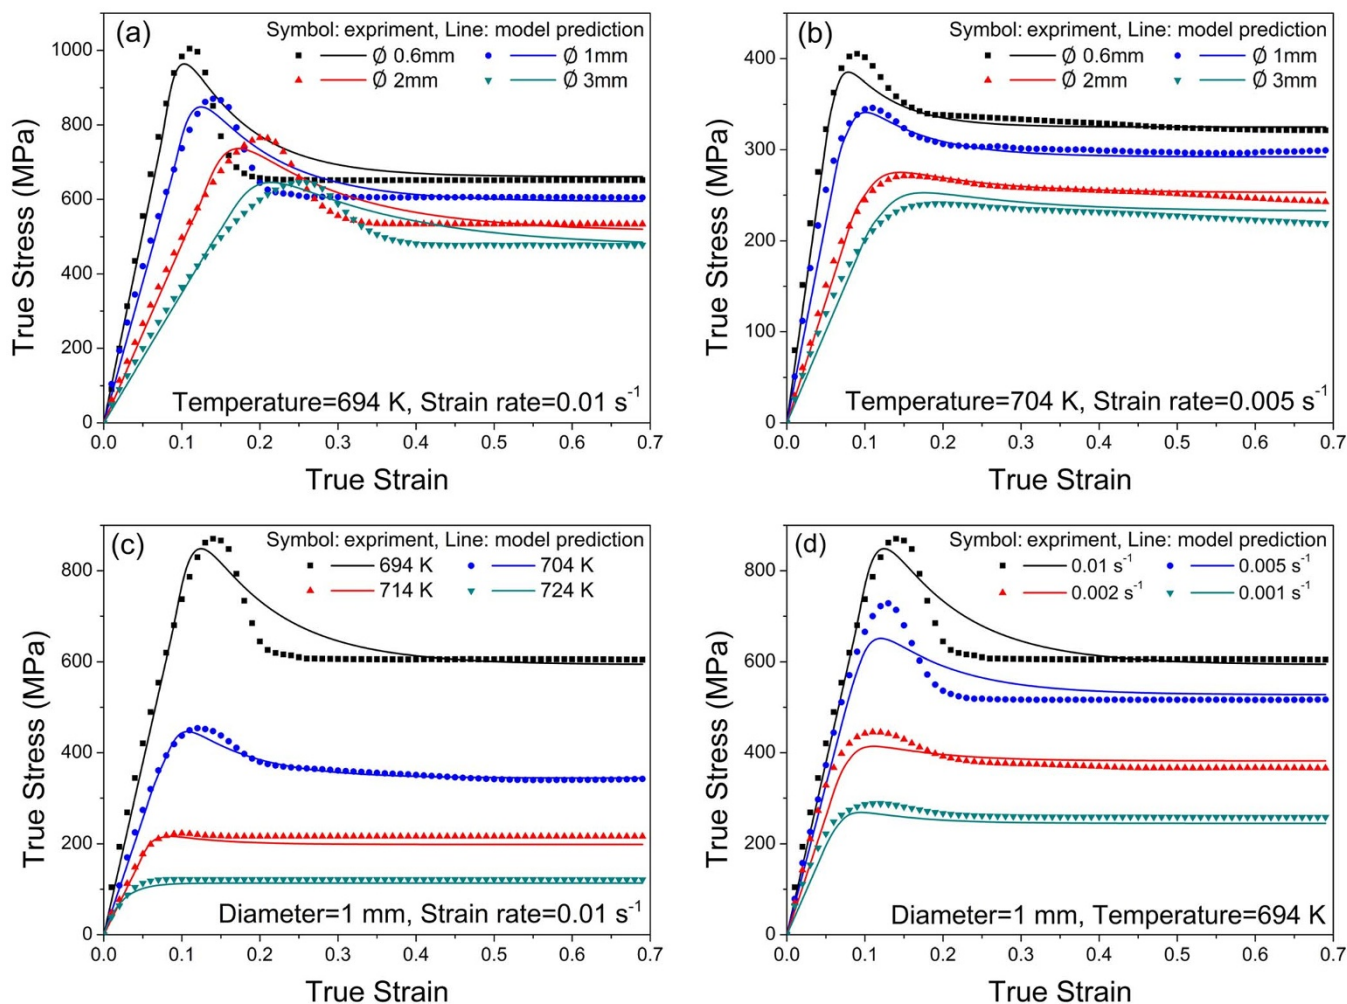 (a)
Symbol: expriment, Line: model prediction
Ø 0.6mm Ø 1mm
Ø 2mm Ø 3mm
1000
800
600
400
200
0
True Stress (MPa)
Temperature=694 K, Strain rate=0.01 s⁻¹
0.0 0.1 0.2 0.3 0.4 0.5 0.6 0.7
True Strain
(b)
Symbol: expriment, Line: model prediction
Ø 0.6mm Ø 1mm
Ø 2mm Ø 3mm
400
300
200
100
0
True Stress (MPa)
Temperature=704 K, Strain rate=0.005 s⁻¹
0.0 0.1 0.2 0.3 0.4 0.5 0.6 0.7
True Strain
(c)
Symbol: expriment, Line: model prediction
694 K 704 K
714 K 724 K
800
600
400
200
0
True Stress (MPa)
Diameter=1 mm, Strain rate=0.01 s⁻¹
0.0 0.1 0.2 0.3 0.4 0.5 0.6 0.7
True Strain
(d)
Symbol: expriment, Line: model prediction
0.01 s⁻¹ 0.005 s⁻¹
0.002 s⁻¹ 0.001 s⁻¹
800
600
400
200
0
True Stress (MPa)
Diameter=1 mm, Temperature=694 K
0.0 0.1 0.2 0.3 0.4 0.5 0.6 0.7
True Strain